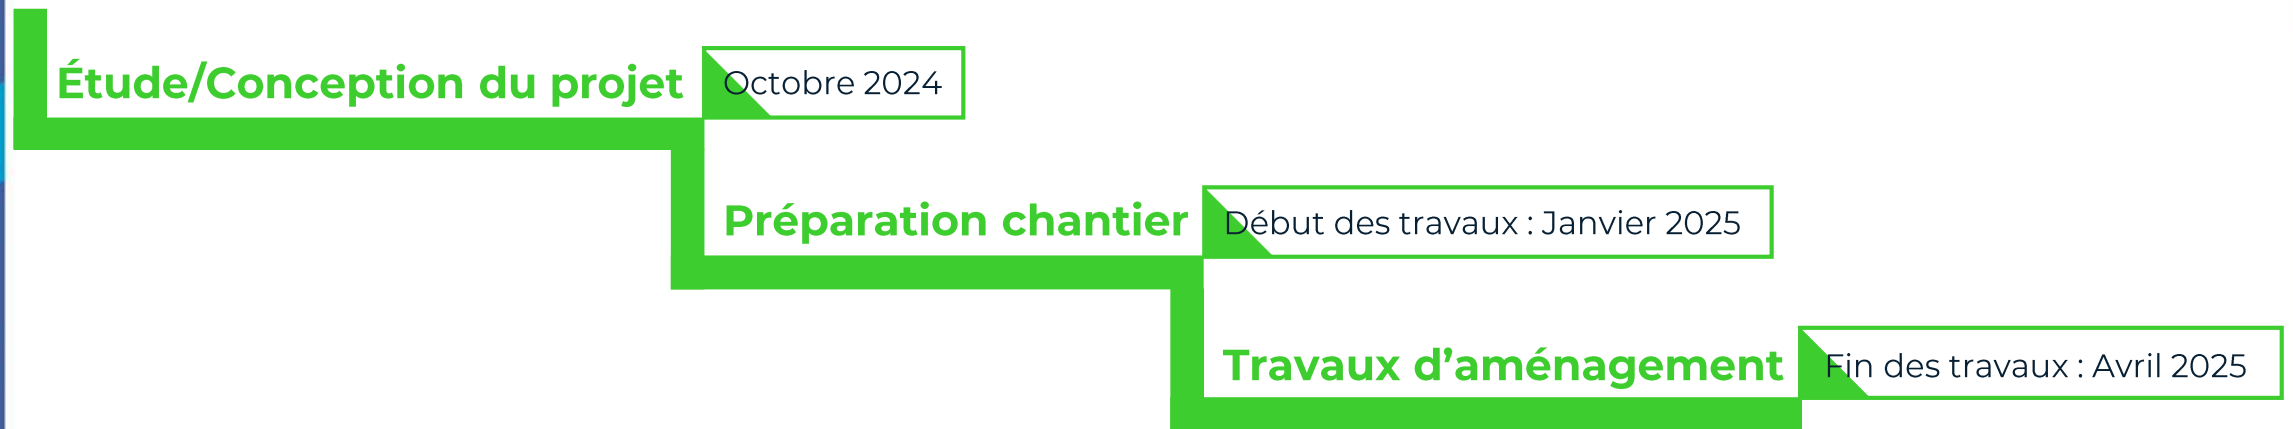 Étude/Conception du projet
Octobre 2024
Préparation chantier
Début des travaux : Janvier 2025
Travaux d’aménagement
Fin des travaux : Avril 2025